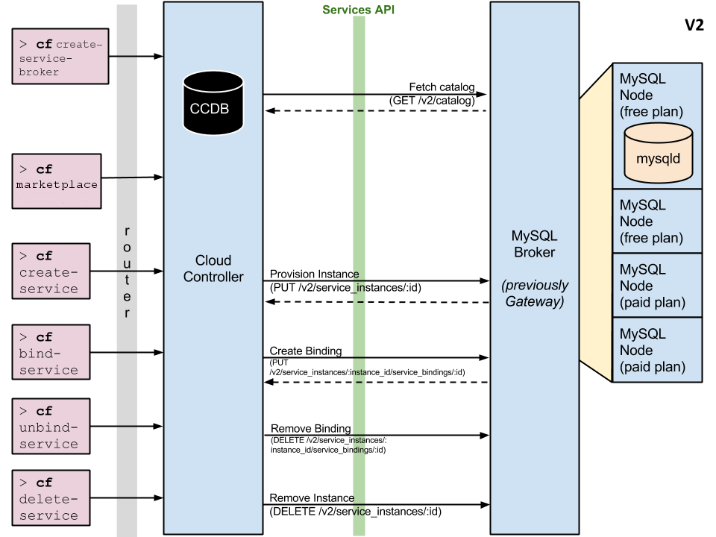 Services API
V2
> cf create-
service-
broker
CCDB
Fetch catalog
(GET /v2/catalog)
MySQL
Node
(free plan)
mysqld
> cf
marketplace
router
MySQL
Node
(free plan)
Cloud
Controller
MySQL
Broker
(previously
Gateway)
> cf
create-
service
Provision Instance
(PUT /v2/service_instances/:id)
MySQL
Node
(paid plan)
> cf
bind-
service
Create Binding
(PUT
/v2/service_instances/:instance_id/service_bindings/:id)
MySQL
Node
(paid plan)
> cf
unbind-
service
Remove Binding
(DELETE /v2/service_instances/:
instance_id/service_bindings/:id)
> cf
delete-
service
Remove Instance
(DELETE /v2/service_instances/:id)